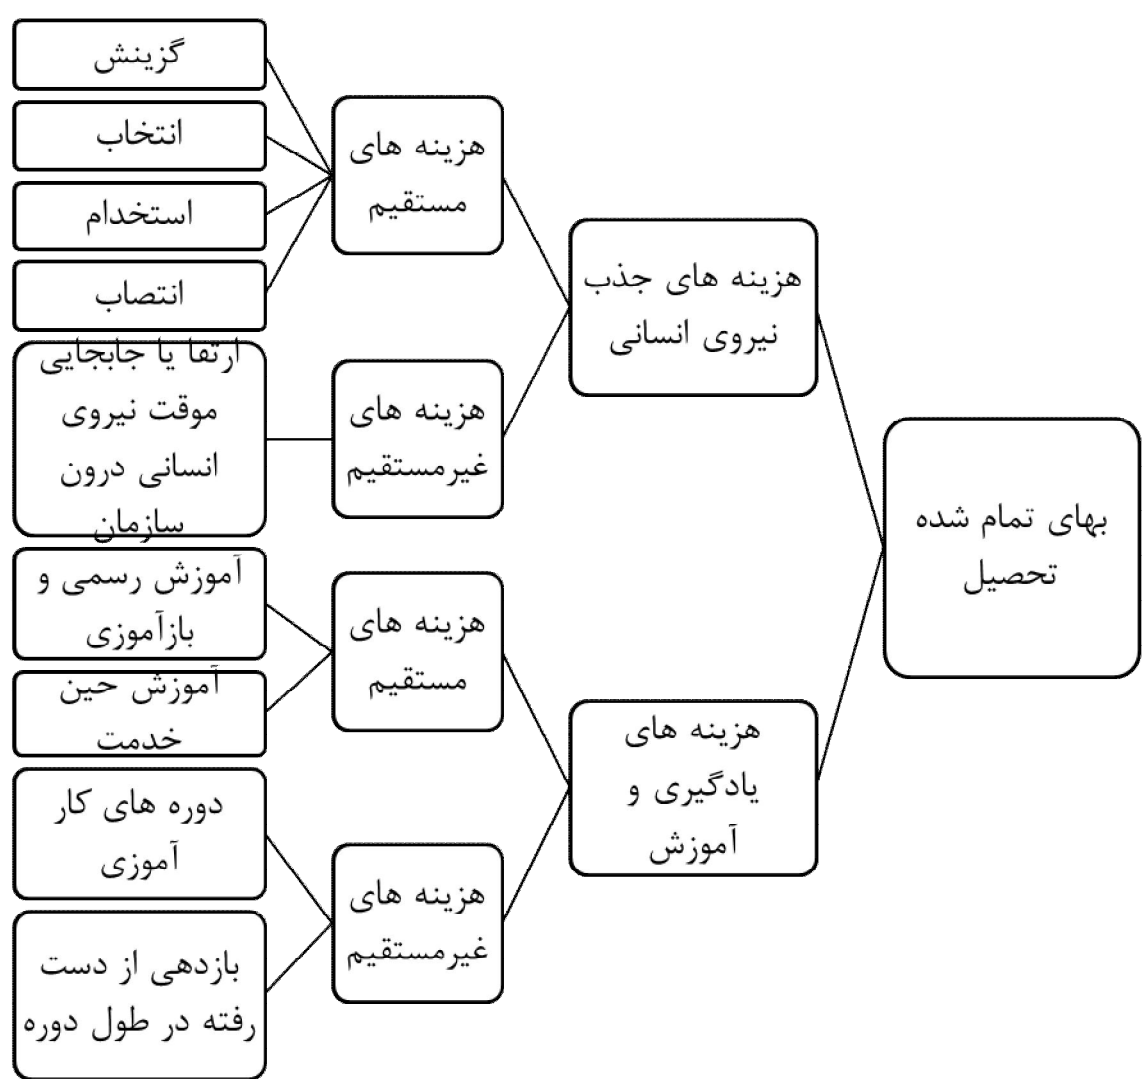 بهای تمام شده
تحصیل
هزینه های جذب
نیروی انسانی
هزینه های
مستقیم
گزینش
انتخاب
استخدام
انتصاب
هزینه های
غیرمستقیم
ارتقا یا جابجایی
موقت نیروی
انسانی درون
سازمان
هزینه های
یادگیری و
آموزش
هزینه های
مستقیم
آموزش رسمی و
بازآموزی
آموزش حین
خدمت
هزینه های
غیرمستقیم
دوره های کار
آموزی
بازدهی از دست
رفته در طول دوره